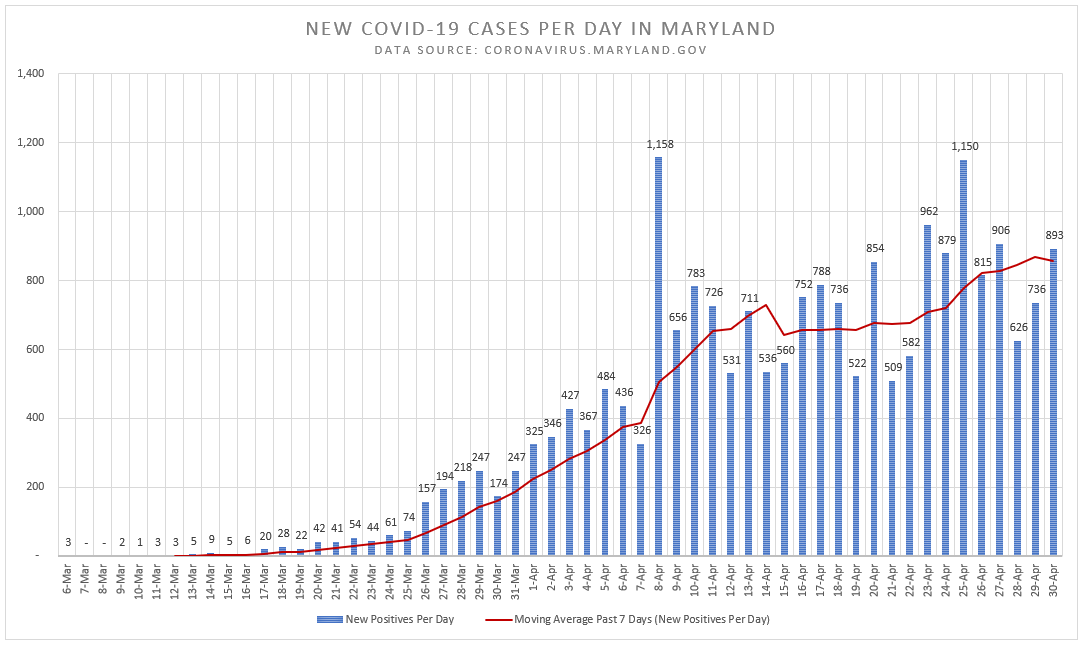 NEW COVID-19 CASES PER DAY IN MARYLAND
DATA SOURCE: CORONAVIRUS.MARYLAND.GOV
1,400
1,200
1,000
800
600
400
200
-
3
-
-
2
1
3
3
5
9
5
6
20
28
22
42
41
54
44
61
74
157
194
218
247
174
247
325
346
427
367
484
436
326
1,158
656
783
726
531
711
536
560
752
788
736
522
854
509
582
962
879
1,150
815
906
626
736
893
6-Mar
7-Mar
8-Mar
9-Mar
10-Mar
11-Mar
12-Mar
13-Mar
14-Mar
15-Mar
16-Mar
17-Mar
18-Mar
19-Mar
20-Mar
21-Mar
22-Mar
23-Mar
24-Mar
25-Mar
26-Mar
27-Mar
28-Mar
29-Mar
30-Mar
31-Mar
1-Apr
2-Apr
3-Apr
4-Apr
5-Apr
6-Apr
7-Apr
8-Apr
9-Apr
10-Apr
11-Apr
12-Apr
13-Apr
14-Apr
15-Apr
16-Apr
17-Apr
18-Apr
19-Apr
20-Apr
21-Apr
22-Apr
23-Apr
24-Apr
25-Apr
26-Apr
27-Apr
28-Apr
29-Apr
30-Apr
New Positives Per Day
Moving Average Past 7 Days (New Positives Per Day)